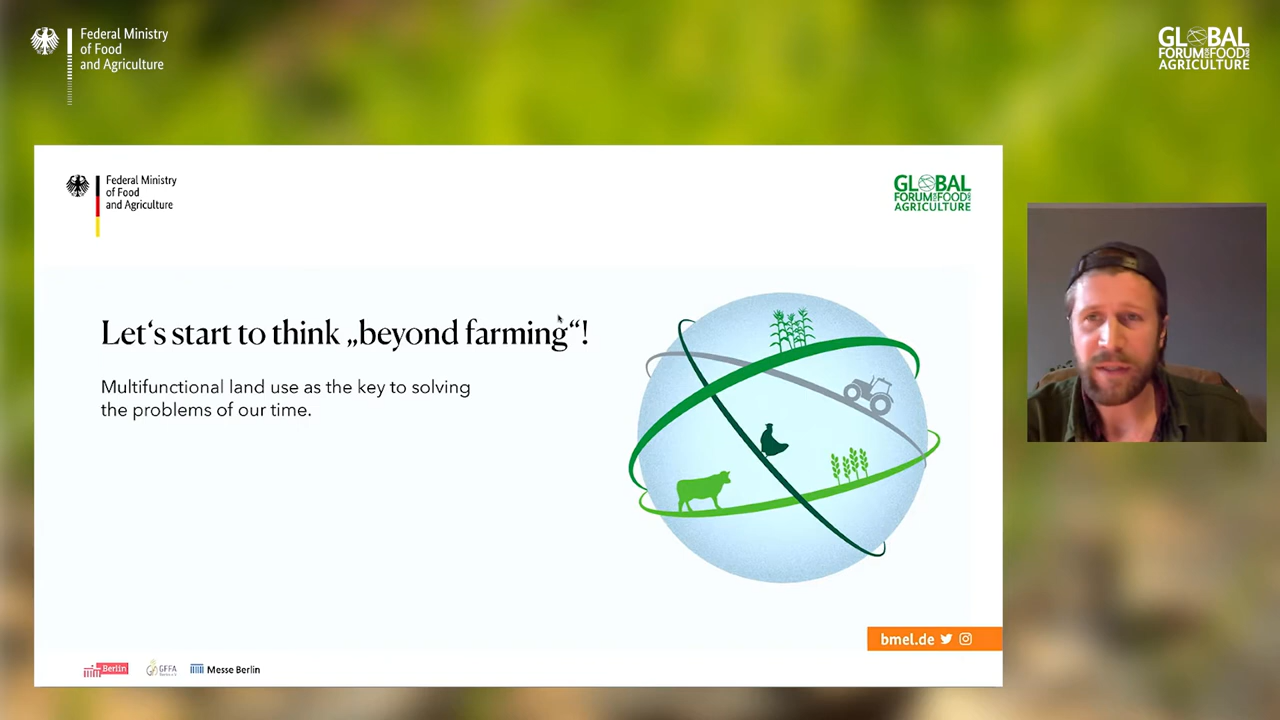 Federal Ministry
of Food
and Agriculture
GLOBAL
FORUM FOR FOOD AND
AGRICULTURE
Federal Ministry
of Food
and Agriculture
GLOBAL
FORUM FOR FOOD AND
AGRICULTURE
Let‘s start to think „beyond farming“!
Multifunctional land use as the key to solving
the problems of our time.
bmel.de
Berlin
GFFA
Messe Berlin